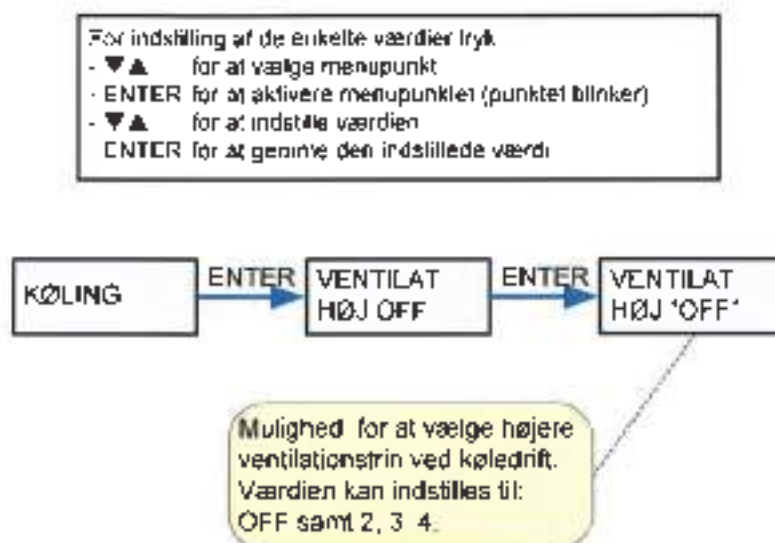 For indstilling af de enkelte værdier tryk
- ▼▲ for at vælge menupunkt
- ENTER for at aktivere menupunktet (punktet blinker)
- ▼▲ for at indstille værdien
ENTER for at gemme den indstillede værdi
KØLING
ENTER
VENTILAT
HØJ OFF
ENTER
VENTILAT
HØJ "OFF"
Mulighed for at vælge højere
ventilationstrin ved køledrift.
Værdien kan indstilles til:
OFF samt 2, 3 4.